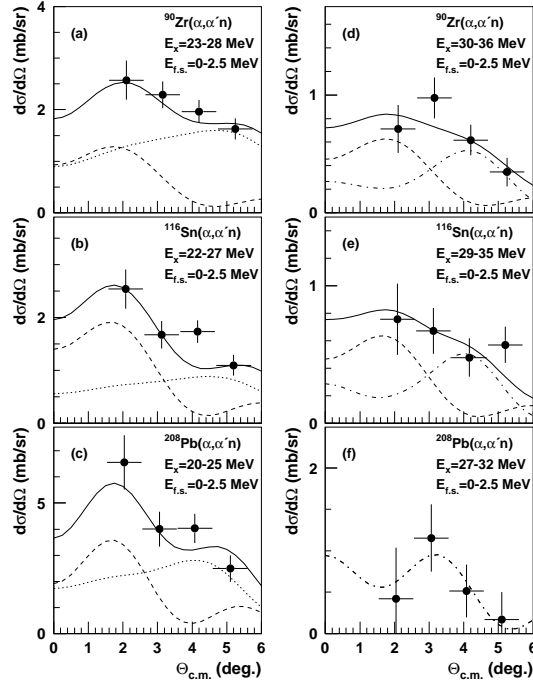 (a)
⁹⁰Zr(α,α´n)
Eₓ=23-28 MeV
E_f.s.=0-2.5 MeV
dσ/dΩ (mb/sr)
4
2
0
(d)
⁹⁰Zr(α,α´n)
Eₓ=30-36 MeV
E_f.s.=0-2.5 MeV
dσ/dΩ (mb/sr)
1
0
(b)
¹¹⁶Sn(α,α´n)
Eₓ=22-27 MeV
E_f.s.=0-2.5 MeV
dσ/dΩ (mb/sr)
2
0
(e)
¹¹⁶Sn(α,α´n)
Eₓ=29-35 MeV
E_f.s.=0-2.5 MeV
dσ/dΩ (mb/sr)
1
0
(c)
²⁰⁸Pb(α,α´n)
Eₓ=20-25 MeV
E_f.s.=0-2.5 MeV
dσ/dΩ (mb/sr)
5
0
0 1 2 3 4 5 6
Θ_c.m. (deg.)
(f)
²⁰⁸Pb(α,α´n)
Eₓ=27-32 MeV
E_f.s.=0-2.5 MeV
dσ/dΩ (mb/sr)
2
0
0 1 2 3 4 5 6
Θ_c.m. (deg.)